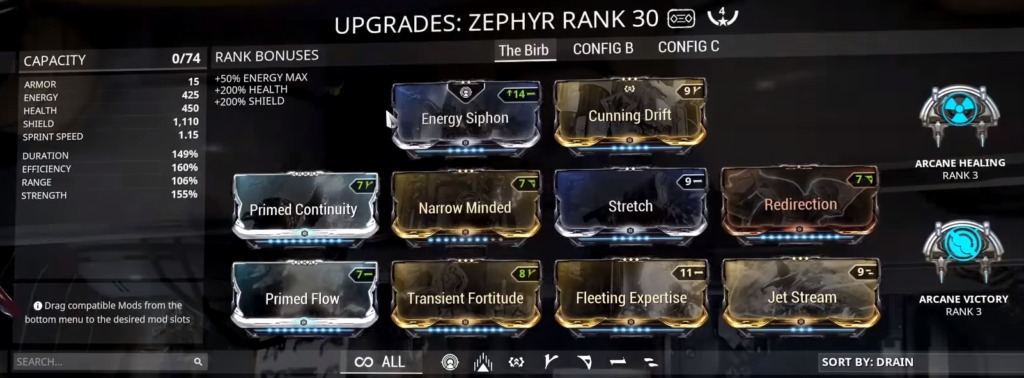 UPGRADES: ZEPHYR RANK 30
4
The Birb CONFIG B CONFIG C
CAPACITY 0/74
ARMOR 15
ENERGY 425
HEALTH 450
SHIELD 1,110
SPRINT SPEED 1.15
DURATION 149%
EFFICIENCY 160%
RANGE 106%
STRENGTH 155%
Drag compatible Mods from the
bottom menu to the desired mod slots
RANK BONUSES
+50% ENERGY MAX
+200% HEALTH
+200% SHIELD
14
Energy Siphon
9
Cunning Drift
7
Primed Continuity
7
Narrow Minded
9
Stretch
7
Redirection
7
Primed Flow
8
Transient Fortitude
11
Fleeting Expertise
9
Jet Stream
ARCANE HEALING
RANK 3
ARCANE VICTORY
RANK 3
SEARCH...
ALL
SORT BY: DRAIN